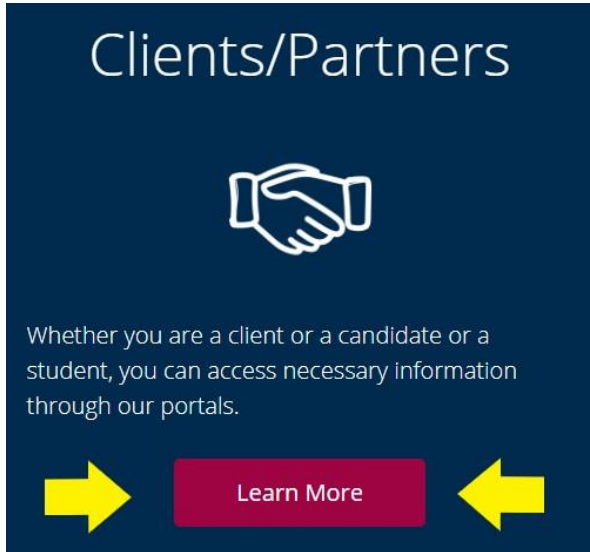 Clients/Partners
Whether you are a client or a candidate or a
student, you can access necessary information
through our portals.
Learn More